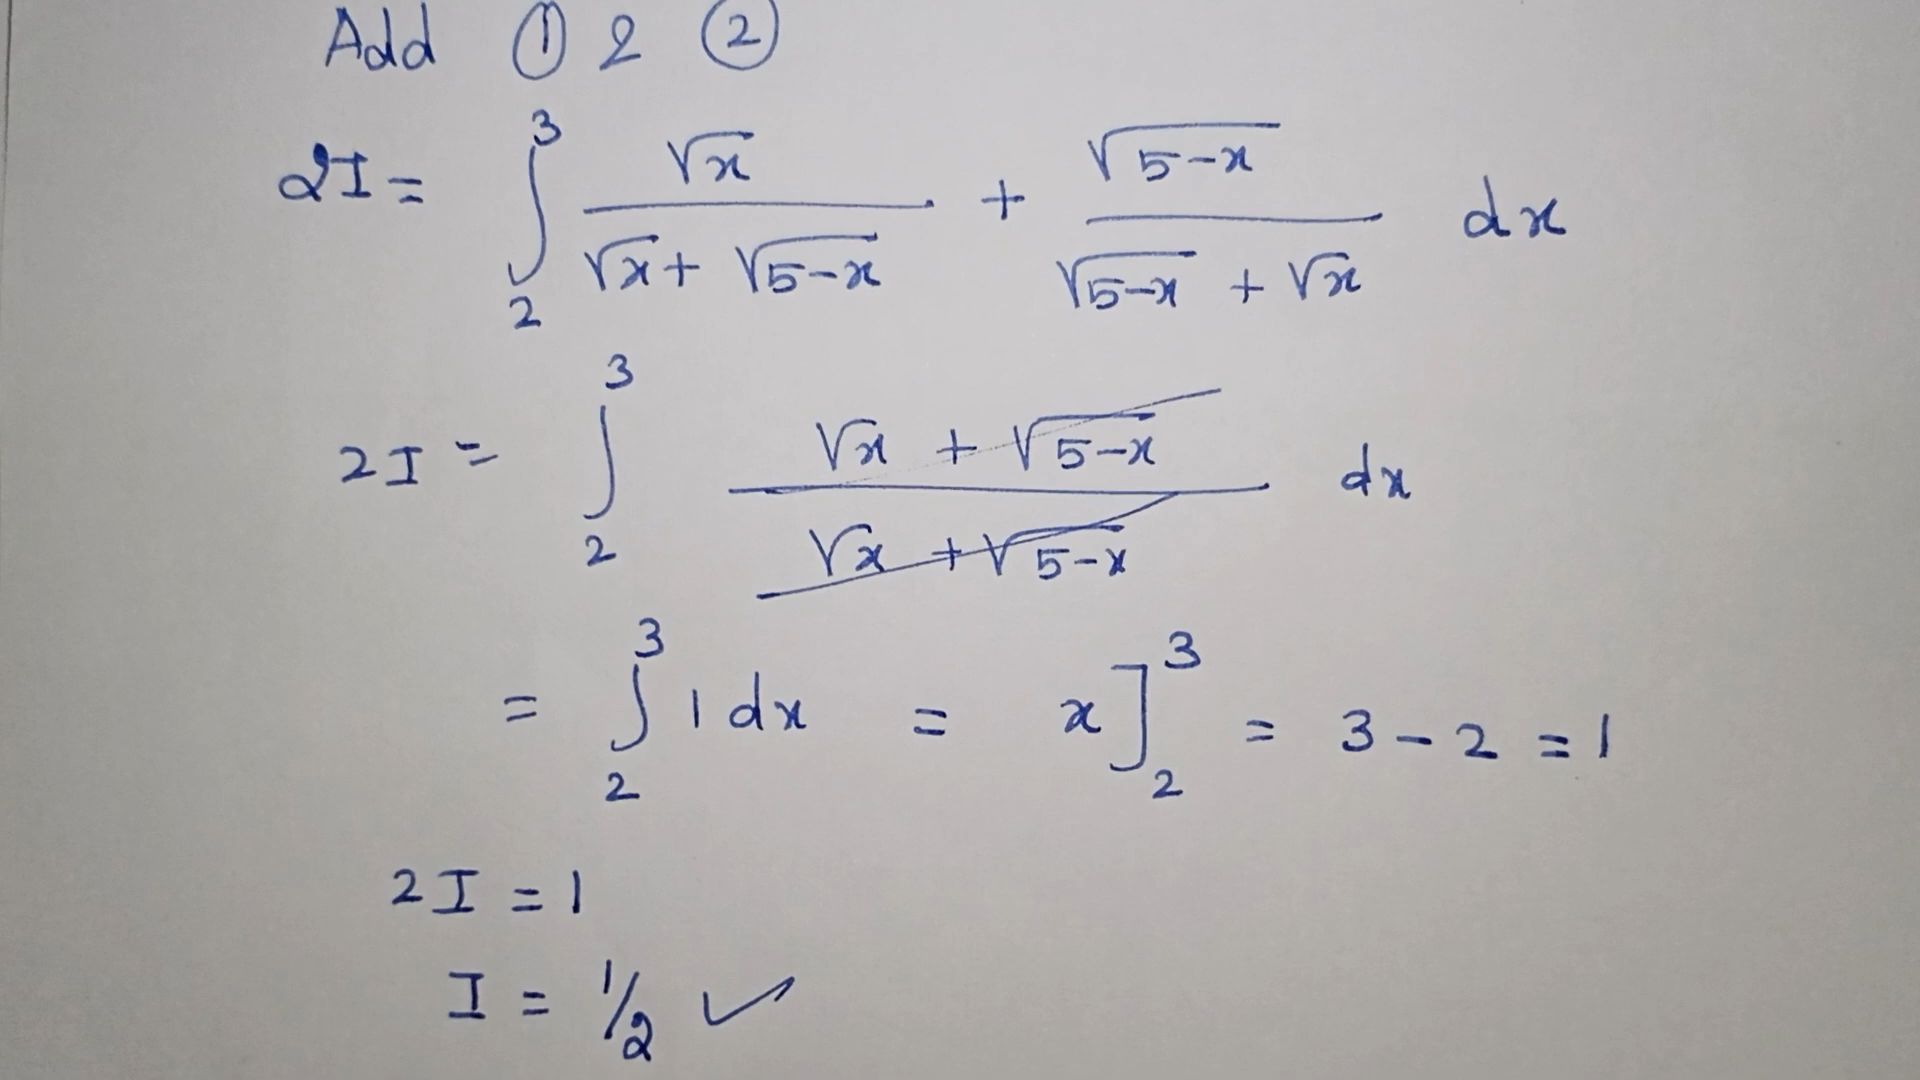 Add ① & ②
2I = ∫₂³ √x / (√x + √5-x) + √5-x / (√5-x + √x) dx
2I = ∫₂³ (√x + √5-x) / (√x + √5-x) dx
= ∫₂³ 1 dx = x]₂³ = 3 - 2 = 1
2I = 1
I = 1/2 ✓